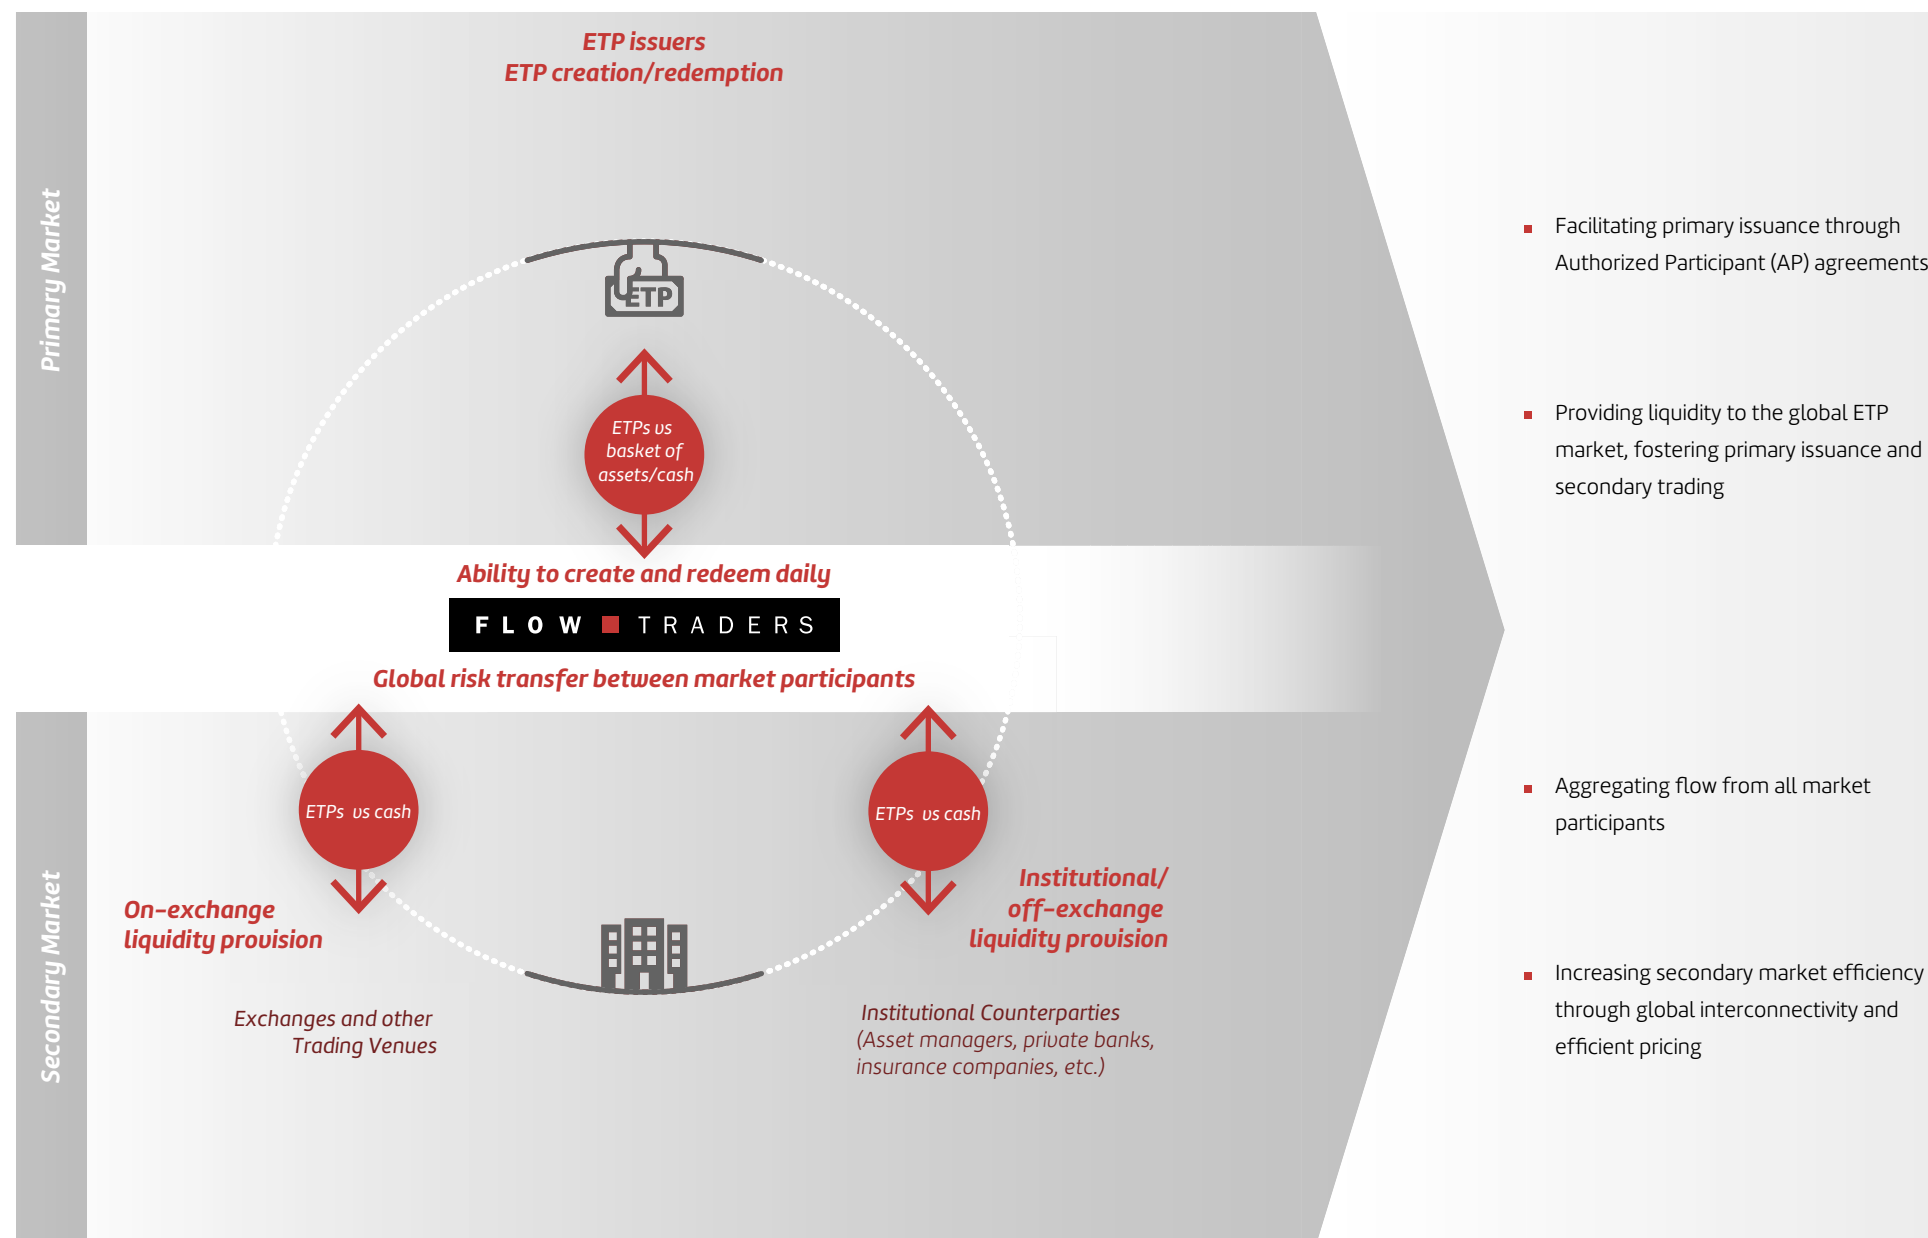 ETP issuers
ETP creation/redemption
Primary Market
ETP
ETPs vs
basket of
assets/cash
Ability to create and redeem daily
FLOW TRADERS
Global risk transfer between market participants
Secondary Market
ETPs vs cash
ETPs vs cash
On-exchange
liquidity provision
Institutional/
off-exchange
liquidity provision
Exchanges and other
Trading Venues
Institutional Counterparties
(Asset managers, private banks,
insurance companies, etc.)
Facilitating primary issuance through
Authorized Participant (AP) agreements
Providing liquidity to the global ETP
market, fostering primary issuance and
secondary trading
Aggregating flow from all market
participants
Increasing secondary market efficiency
through global interconnectivity and
efficient pricing